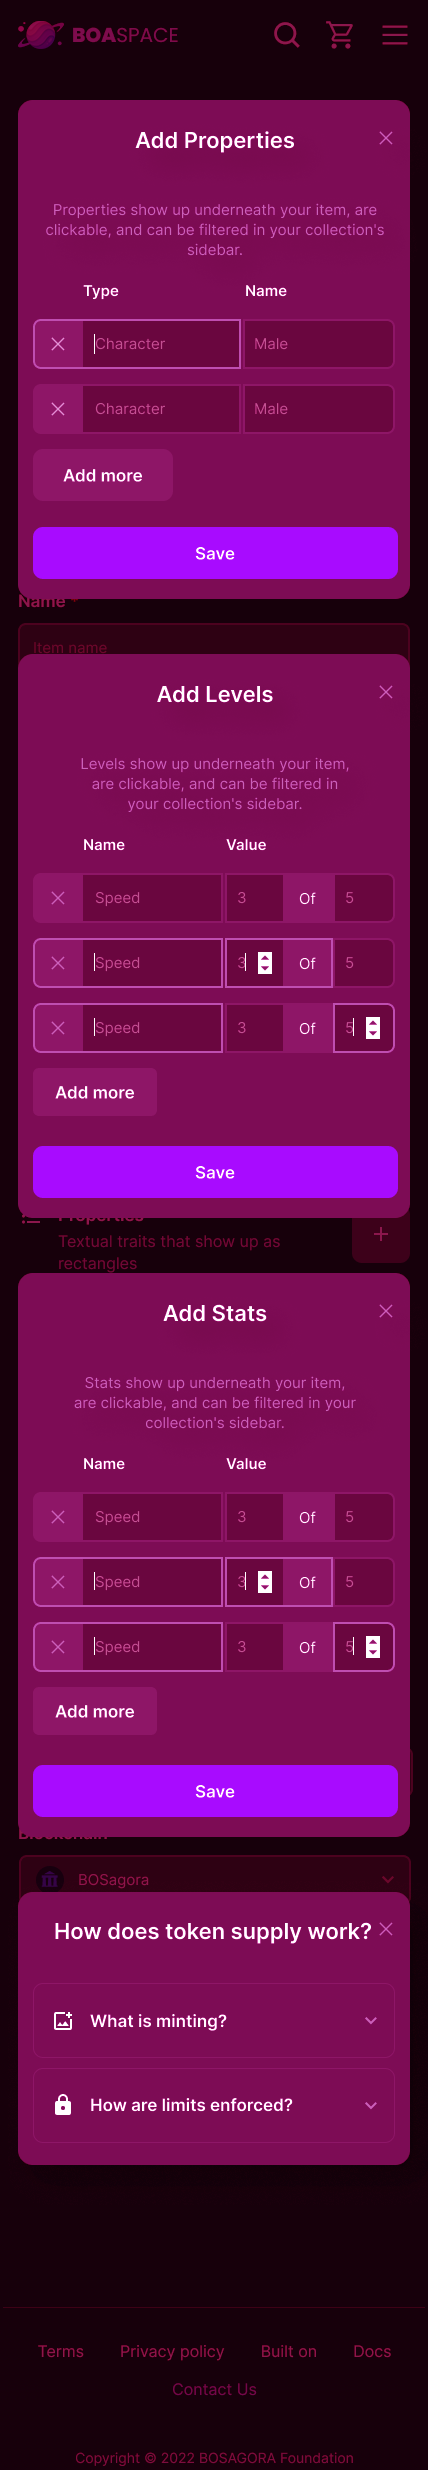 BOASPACE
Add Properties
Properties show up underneath your item, are
clickable, and can be filtered in your collection's
sidebar.
Type Name
Character Male
Character Male
Add more
Save
Name
Item name
Add Levels
Levels show up underneath your item,
are clickable, and can be filtered in
your collection's sidebar.
Name Value
Speed 3 Of 5
Speed 3 Of 5
Speed 3 Of 5
Add more
Save
Properties
Textual traits that show up as
rectangles
Add Stats
Stats show up underneath your item,
are clickable, and can be filtered in your
collection's sidebar.
Name Value
Speed 3 Of 5
Speed 3 Of 5
Speed 3 Of 5
Add more
Save
Blockchain
BOSagora
How does token supply work?
What is minting?
How are limits enforced?
Terms Privacy policy Built on Docs
Contact Us
Copyright © 2022 BOSAGORA Foundation